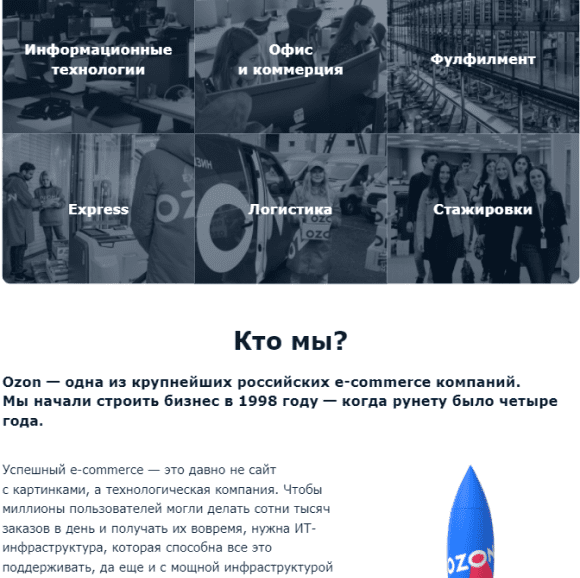 Информационные
технологии
Офис
и коммерция
Фулфилмент
Express
Логистика
Стажировки
OZON
Кто мы?
Ozon — одна из крупнейших российских e-commerce компаний.
Мы начали строить бизнес в 1998 году — когда рунету было четыре
года.
Успешный e-commerce — это давно не сайт
с картинками, а технологическая компания. Чтобы
миллионы пользователей могли делать сотни тысяч
заказов в день и получать их вовремя, нужна ИТ-
инфраструктура, которая способна все это
поддерживать, да еще и с мощной инфраструктурой
OZON